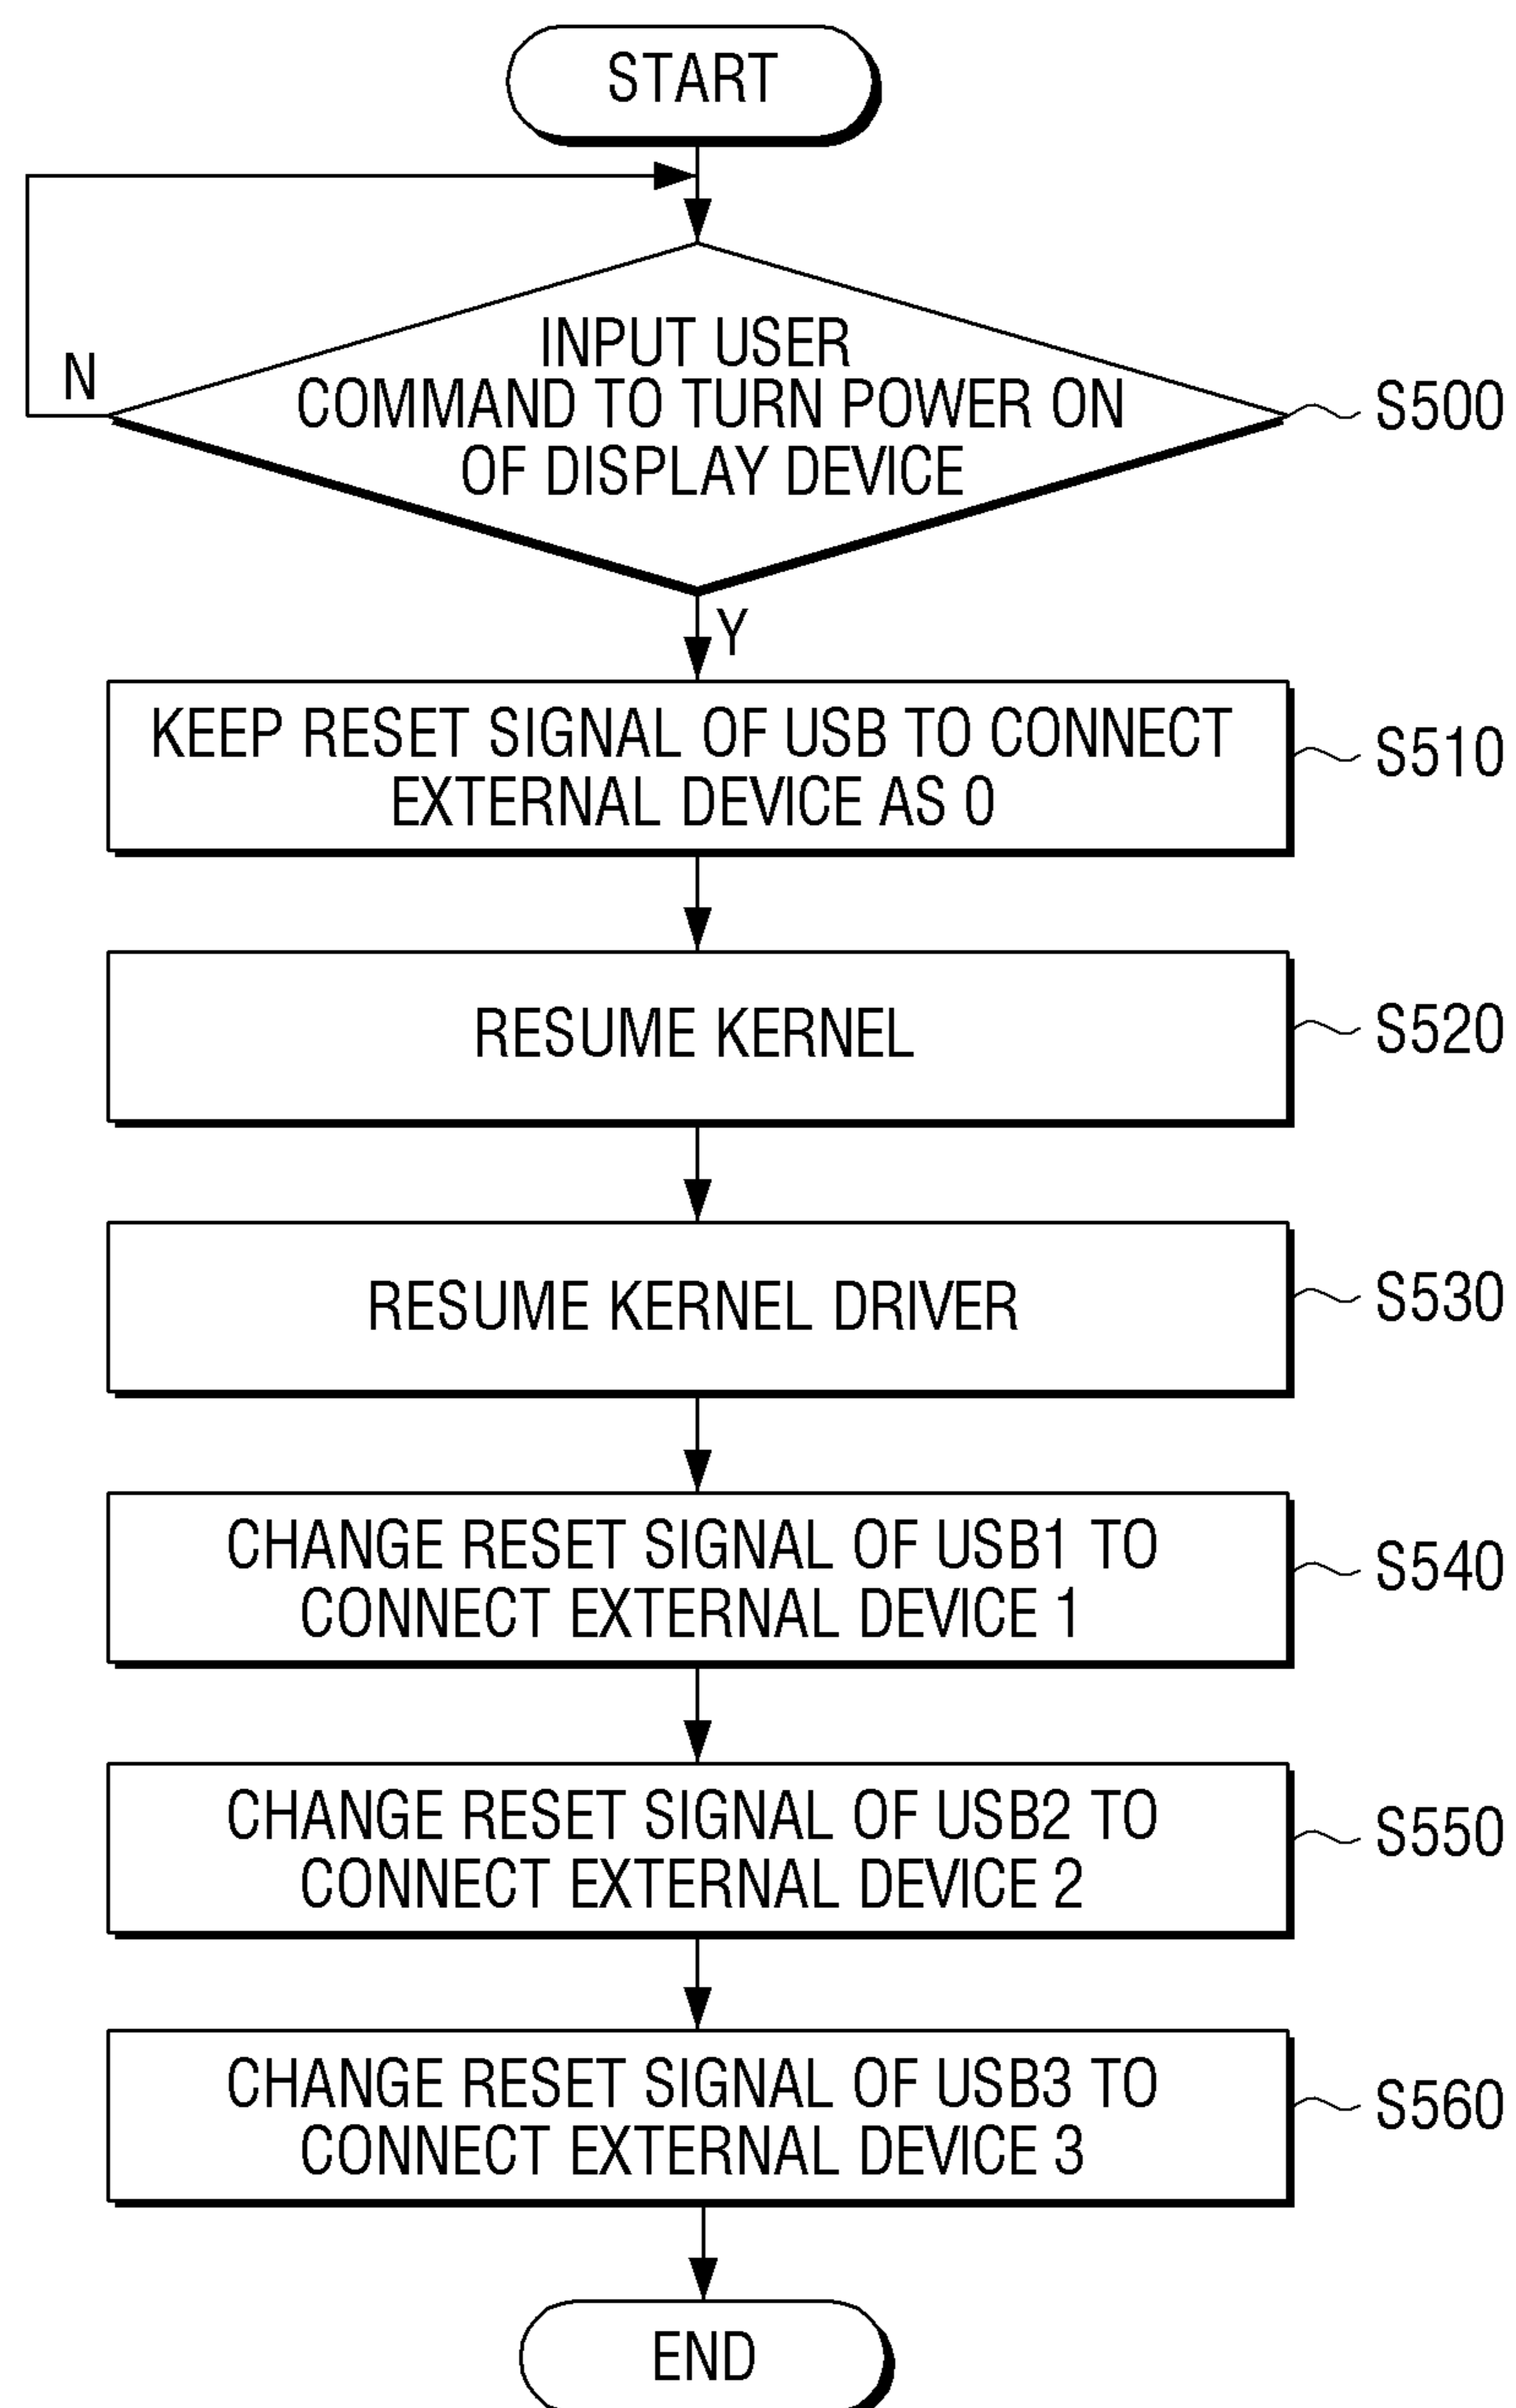 START
N
INPUT USER
COMMAND TO TURN POWER ON
OF DISPLAY DEVICE
S500
Y
KEEP RESET SIGNAL OF USB TO CONNECT
EXTERNAL DEVICE AS 0
S510
RESUME KERNEL
S520
RESUME KERNEL DRIVER
S530
CHANGE RESET SIGNAL OF USB1 TO
CONNECT EXTERNAL DEVICE 1
S540
CHANGE RESET SIGNAL OF USB2 TO
CONNECT EXTERNAL DEVICE 2
S550
CHANGE RESET SIGNAL OF USB3 TO
CONNECT EXTERNAL DEVICE 3
S560
END